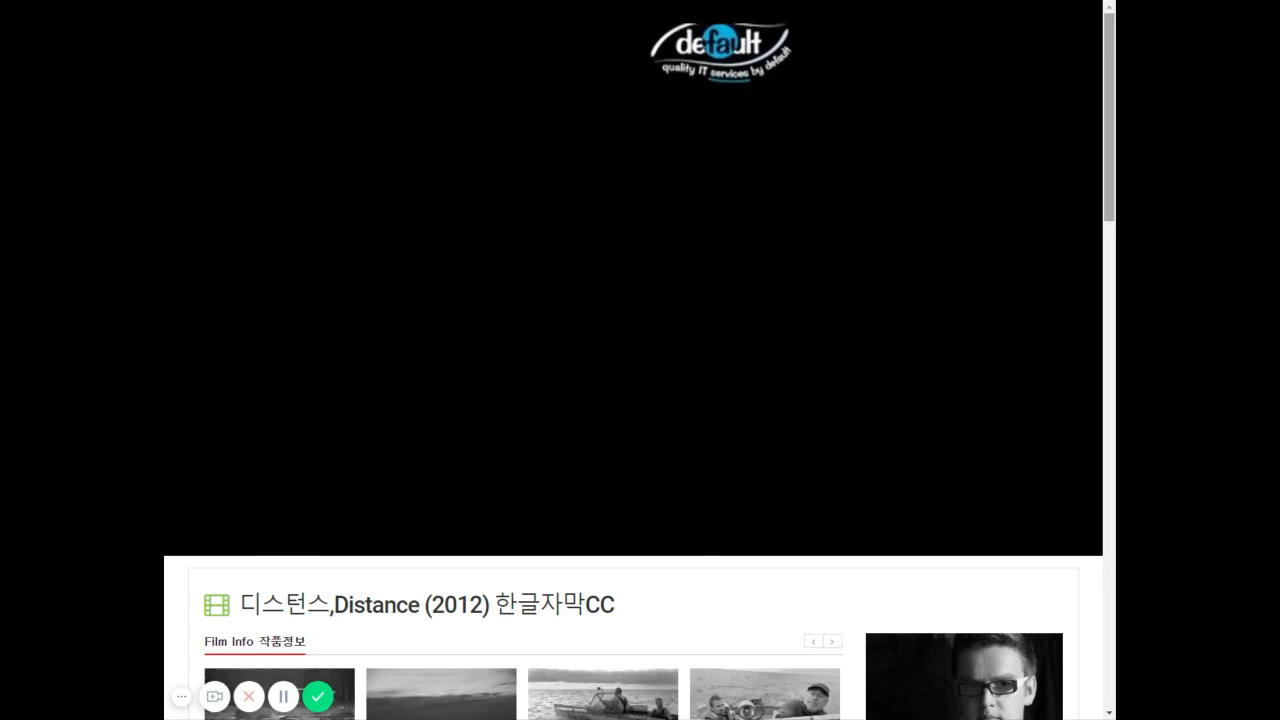 default
quality IT services by default
디스턴스,Distance (2012) 한글자막CC
Film Info 작품정보